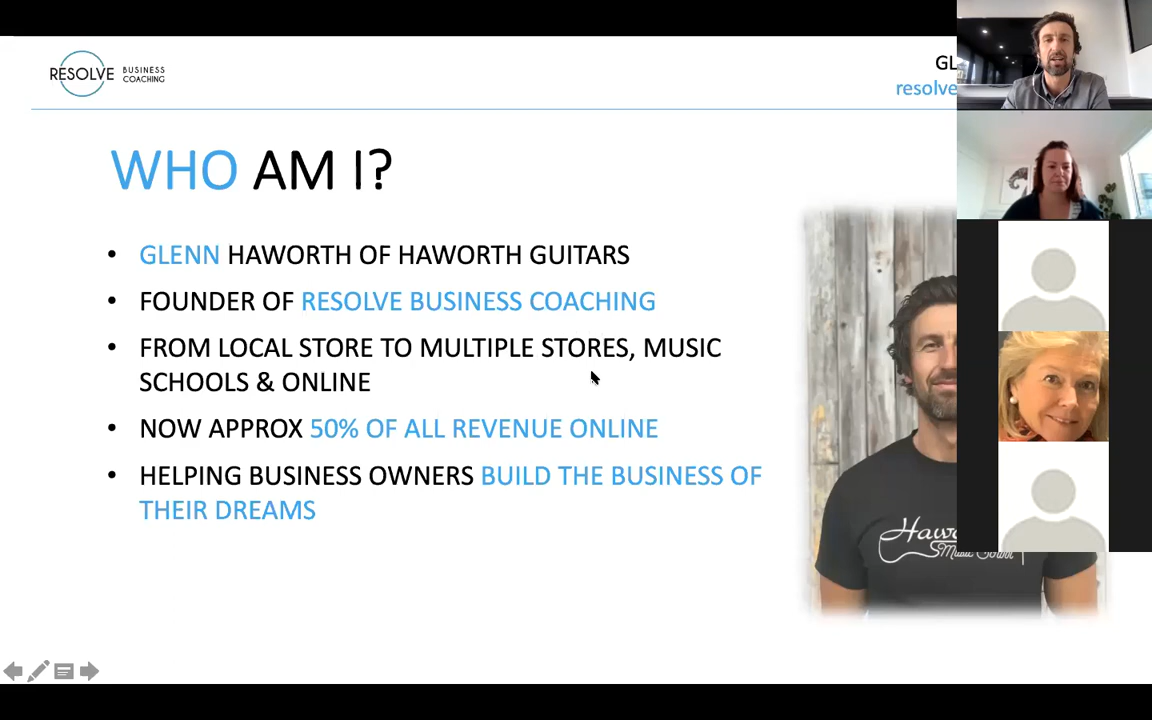 RESOLVE BUSINESS
COACHING
GL
resolve
WHO AM I?
• GLENN HAWORTH OF HAWORTH GUITARS
• FOUNDER OF RESOLVE BUSINESS COACHING
• FROM LOCAL STORE TO MULTIPLE STORES, MUSIC
SCHOOLS & ONLINE
• NOW APPROX 50% OF ALL REVENUE ONLINE
• HELPING BUSINESS OWNERS BUILD THE BUSINESS OF
THEIR DREAMS
Haw
Music